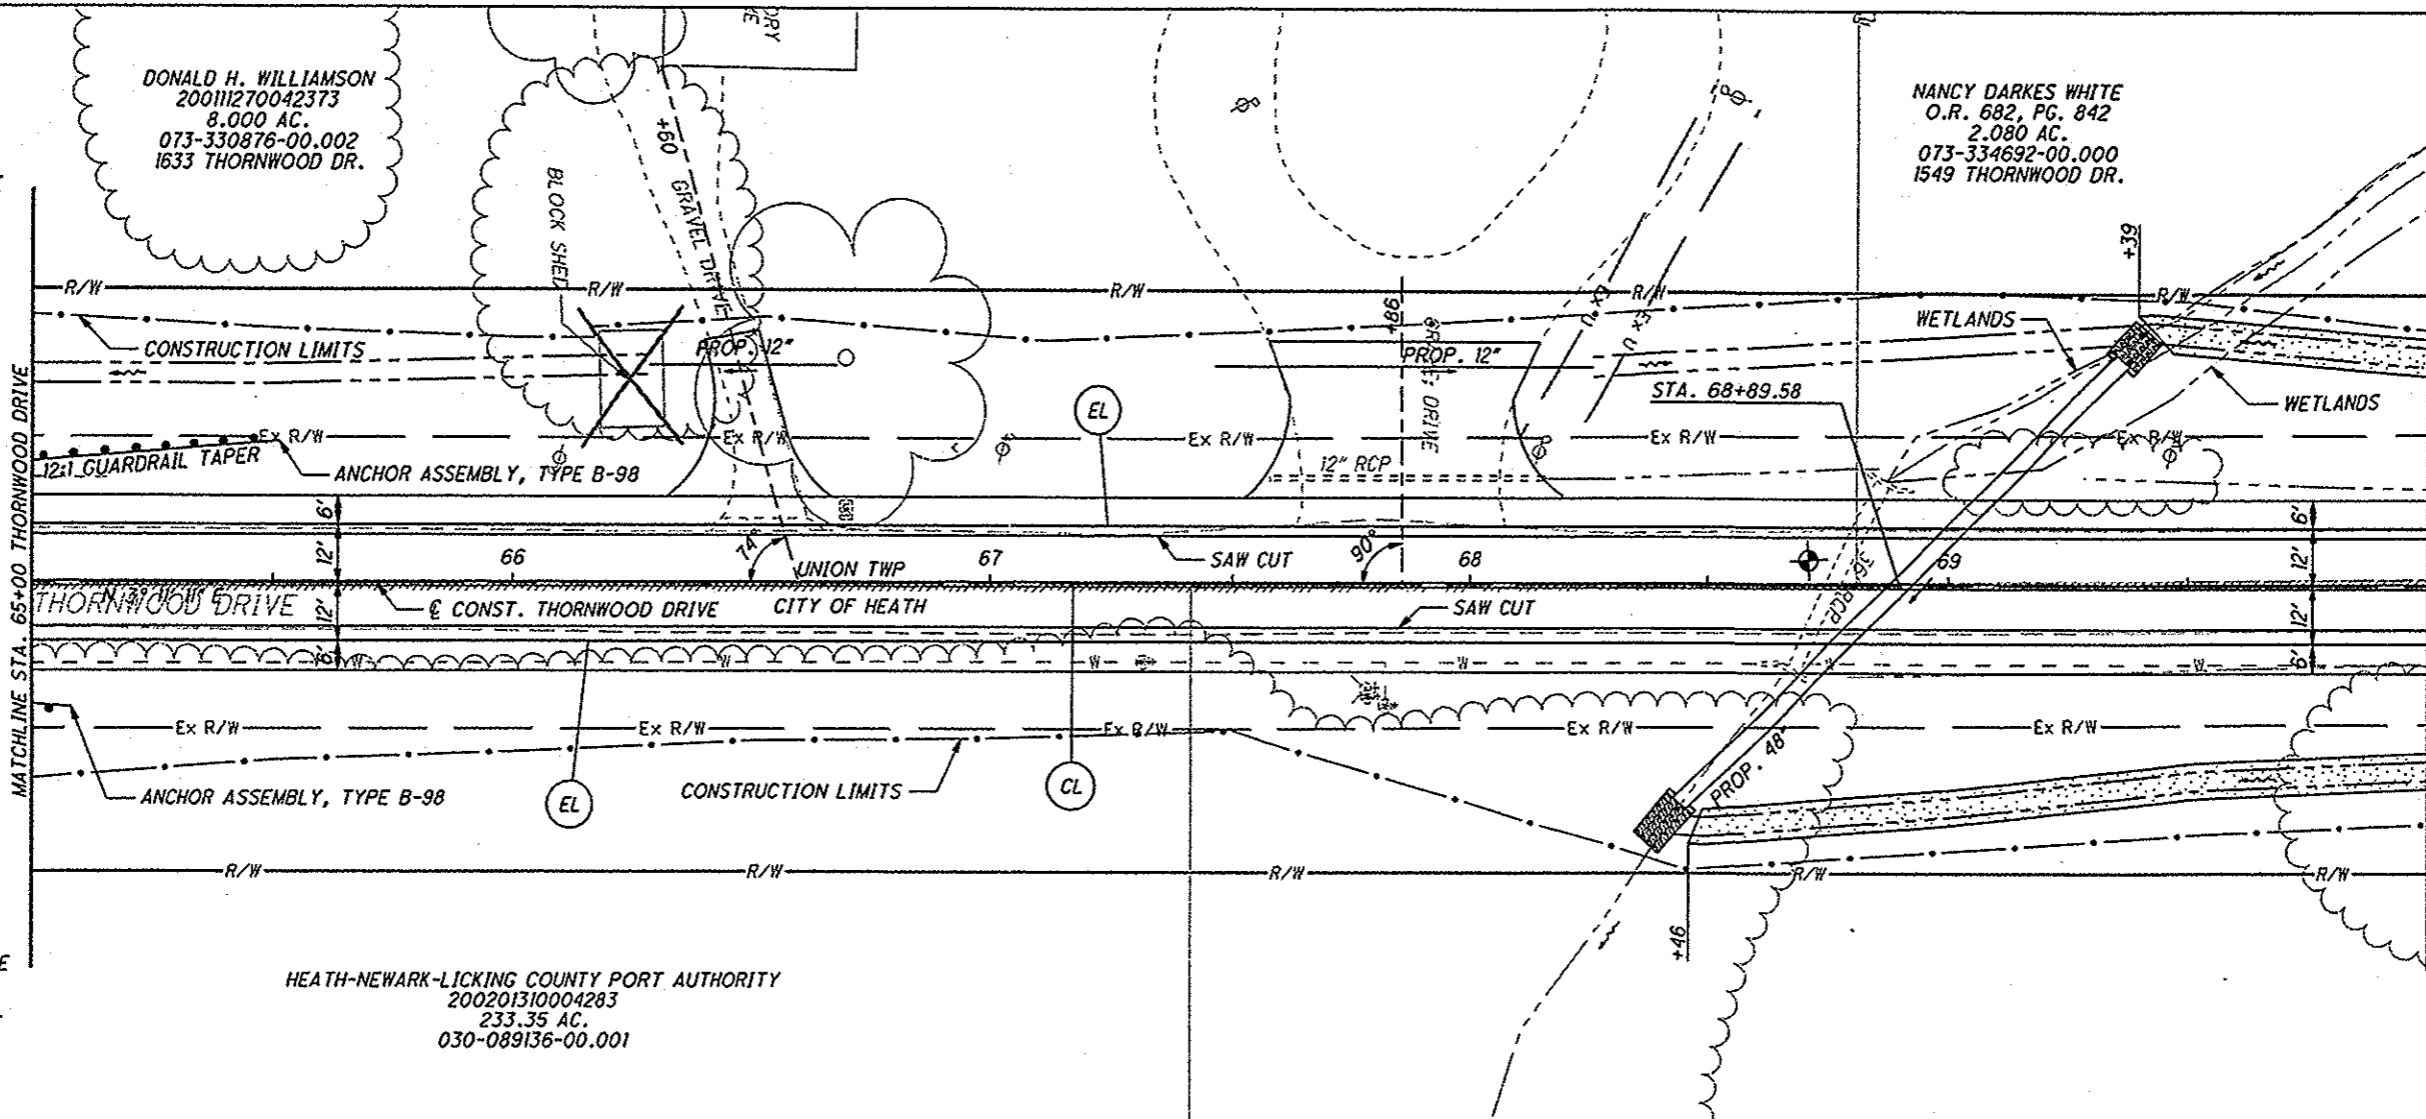 DONALD H. WILLIAMSON
200111270042373
8.000 AC.
073-330876-00.002
1633 THORNWOOD DR.
NANCY DARKES WHITE
O.R. 682, PG. 842
2.080 AC.
073-334692-00.000
1549 THORNWOOD DR.
+60
GRAVEL DRIVE
BLOCK SHED
+39
R/W
R/W
R/W
R/W
R/W
Ex U
Ex U
+86
CONSTRUCTION LIMITS
PROP. 12"
PROP. 12"
WETLANDS
WETLANDS
DRIVE
EL
STA. 68+89.58
Ex R/W
Ex R/W
Ex R/W
Ex R/W
Ex R/W
12:1 GUARDRAIL TAPER
ANCHOR ASSEMBLY, TYPE B-98
12" RCP
MATCHLINE STA. 65+00 THORNWOOD DRIVE
6'
12'
12'
6'
66
74°
UNION TWP
67
SAW CUT
90°
68
69
6'
12'
12'
6'
THORNWOOD DRIVE
℄ CONST. THORNWOOD DRIVE
CITY OF HEATH
SAW CUT
36" RCP
W
W
W
W
W
W
Ex R/W
Ex R/W
Ex R/W
Ex R/W
Ex R/W
PROP. 48"
ANCHOR ASSEMBLY, TYPE B-98
EL
CONSTRUCTION LIMITS
CL
R/W
R/W
R/W
R/W
R/W
+46
HEATH-NEWARK-LICKING COUNTY PORT AUTHORITY
200201310004283
233.35 AC.
030-089136-00.001